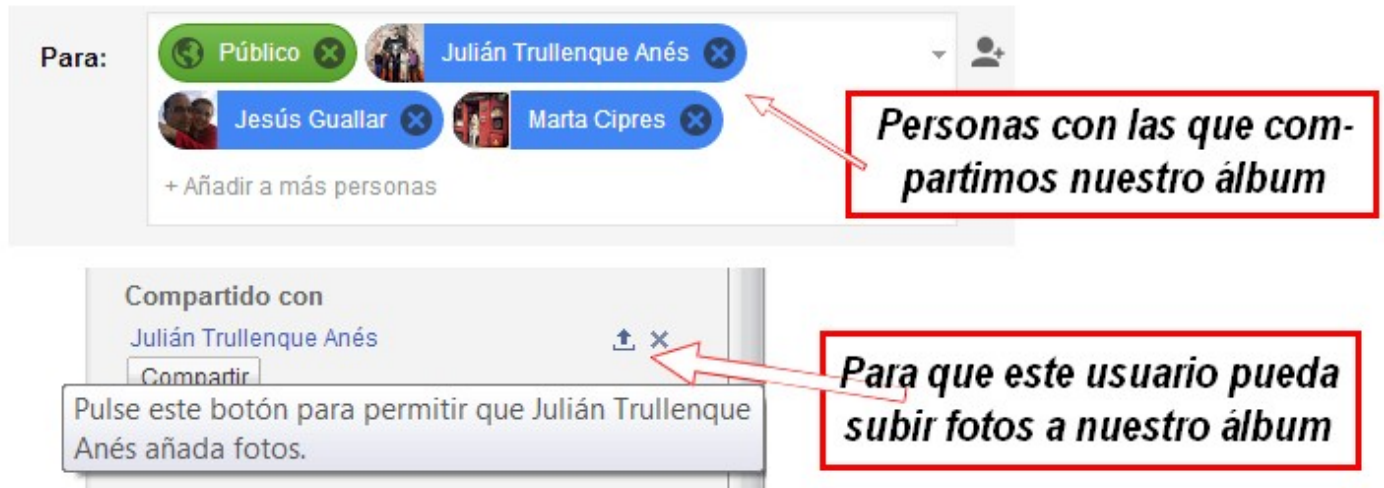 Para:
Público
Julián Trullenque Anés
Jesús Guallar
Marta Cipres
+ Añadir a más personas
Personas con las que com-
partimos nuestro álbum
Compartido con
Julián Trullenque Anés
Compartir
Pulse este botón para permitir que Julián Trullenque
Anés añada fotos.
Para que este usuario pueda
subir fotos a nuestro álbum